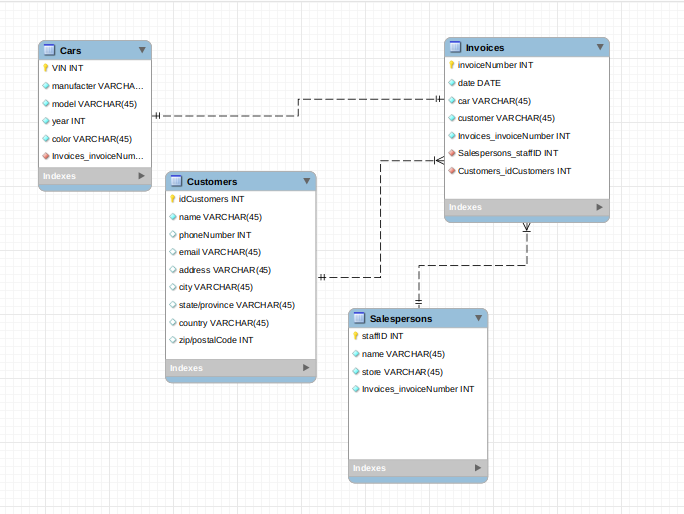 Cars
VIN INT
manufacter VARCHA...
model VARCHAR(45)
year INT
color VARCHAR(45)
Invoices_invoiceNum...
Indexes
Customers
idCustomers INT
name VARCHAR(45)
phoneNumber INT
email VARCHAR(45)
address VARCHAR(45)
city VARCHAR(45)
state/province VARCHAR(45)
country VARCHAR(45)
zip/postalCode INT
Indexes
Invoices
invoiceNumber INT
date DATE
car VARCHAR(45)
customer VARCHAR(45)
Invoices_invoiceNumber INT
Salespersons_staffID INT
Customers_idCustomers INT
Indexes
Salespersons
staffID INT
name VARCHAR(45)
store VARCHAR(45)
Invoices_invoiceNumber INT
Indexes